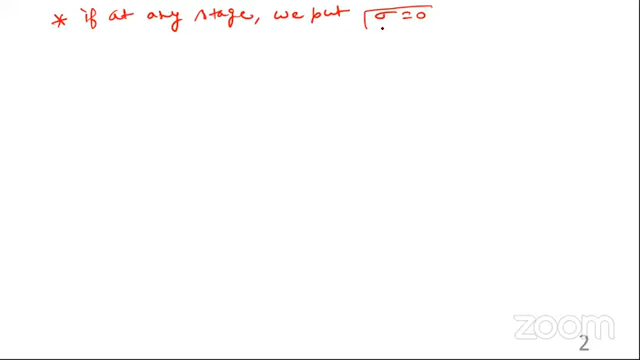 * if at any stage, we put σ = 0
zoom
2